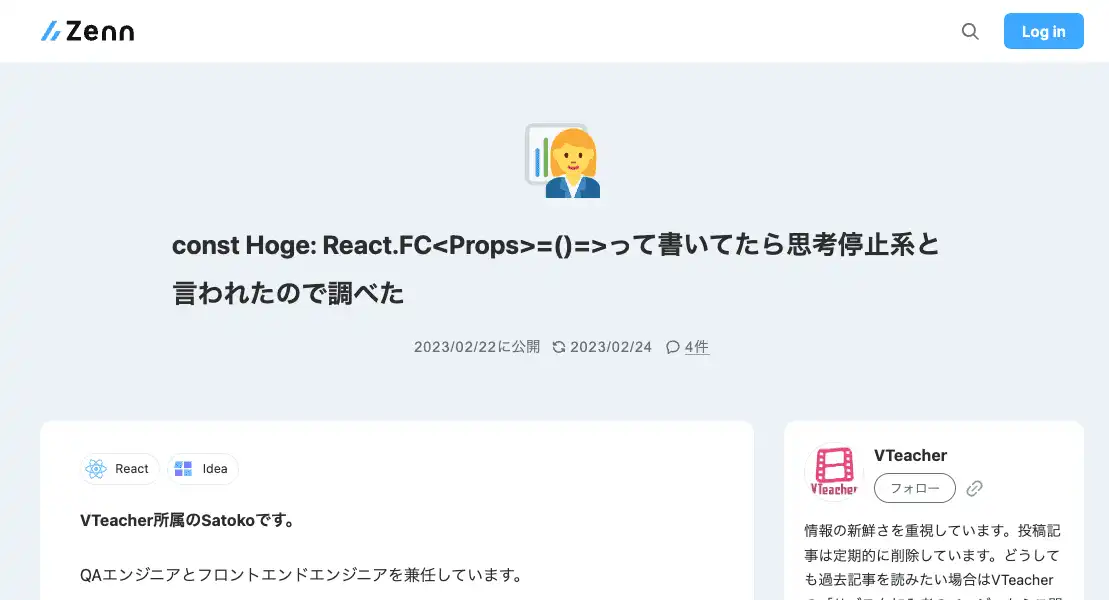 Zenn
Log in
const Hoge: React.FC<Props>=()=>って書いてたら思考停止系と
言われたので調べた
2023/02/22に公開 2023/02/24 4件
React Idea
VTeacher所属のSatokoです。
QAエンジニアとフロントエンドエンジニアを兼任しています。
VTeacher
VTeacher
フォロー
情報の新鮮さを重視しています。投稿記
事は定期的に削除しています。どうして
も過去記事を読みたい場合はVTeacher